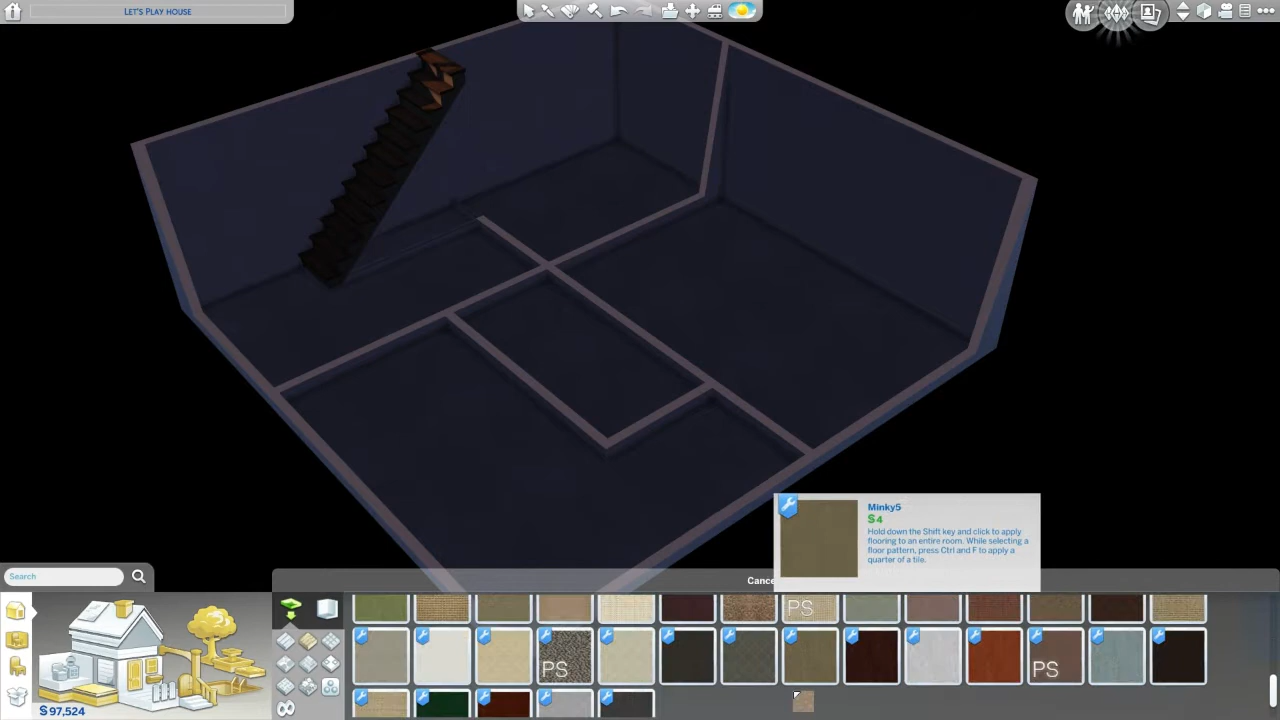 LET'S PLAY HOUSE
Minky5
§4
Hold down the Shift key and click to apply
flooring to an entire room. While selecting a
floor pattern, press Ctrl and F to apply a
quarter of a tile.
Search
Cance
PS
PS
PS
§97,524